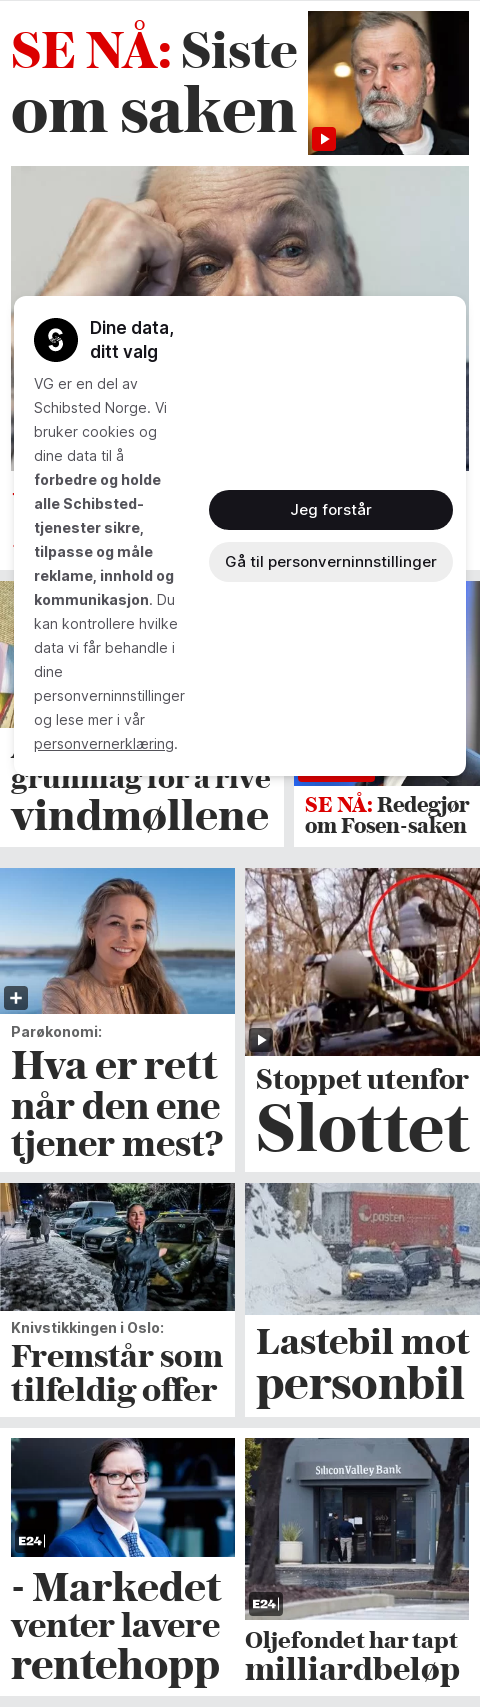 SE NÅ: Siste
om saken
Dine data,
ditt valg
VG er en del av
Schibsted Norge. Vi
bruker cookies og
dine data til å
forbedre og holde
alle Schibsted-
tjenester sikre,
tilpasse og måle
reklame, innhold og
kommunikasjon. Du
kan kontrollere hvilke
data vi får behandle i
dine
personverninnstillinger
og lese mer i vår
personvernerklæring.
Jeg forstår
Gå til personverninnstillinger
grunnlag for å rive
vindmøllene
SE NÅ: Redegjør
om Fosen-saken
Parøkonomi:
Hva er rett
når den ene
tjener mest?
Stoppet utenfor
Slottet
Knivstikkingen i Oslo:
Fremstår som
tilfeldig offer
posten
Lastebil mot
personbil
E24
- Markedet
venter lavere
rentehopp
Silicon Valley Bank
E24
Oljefondet har tapt
milliardbeløp